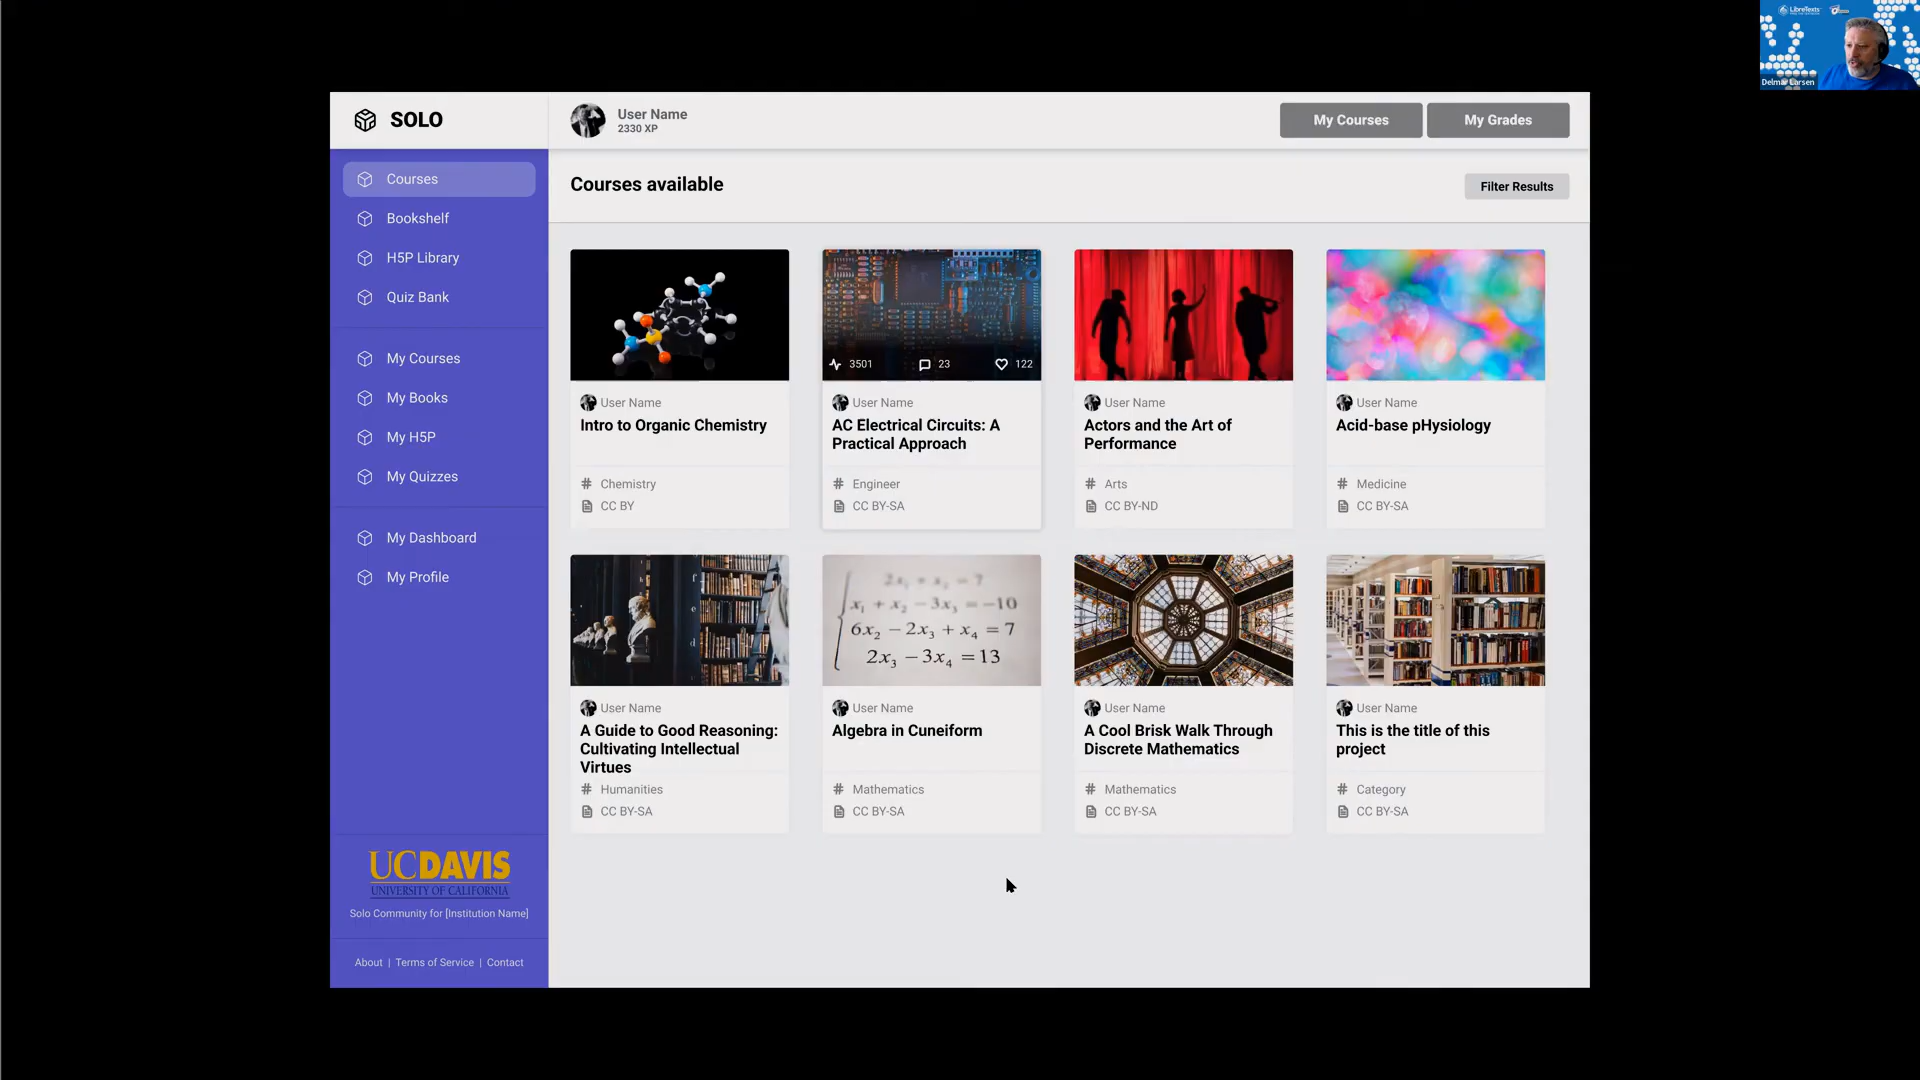 LibreTexts
Delmar Larsen
SOLO
User Name
2330 XP
My Courses
My Grades
Courses
Bookshelf
H5P Library
Quiz Bank
My Courses
My Books
My H5P
My Quizzes
My Dashboard
My Profile
UCDAVIS
UNIVERSITY OF CALIFORNIA
Solo Community for [Institution Name]
About | Terms of Service | Contact
Courses available
Filter Results
User Name
Intro to Organic Chemistry
# Chemistry
CC BY
3501 23 122
User Name
AC Electrical Circuits: A
Practical Approach
# Engineer
CC BY-SA
User Name
Actors and the Art of
Performance
# Arts
CC BY-ND
User Name
Acid-base pHysiology
# Medicine
CC BY-SA
User Name
A Guide to Good Reasoning:
Cultivating Intellectual
Virtues
# Humanities
CC BY-SA
x₁ + x₂ − 3x₃ = −10
6x₂ − 2x₃ + x₄ = 7
2x₃ − 3x₄ = 13
User Name
Algebra in Cuneiform
# Mathematics
CC BY-SA
User Name
A Cool Brisk Walk Through
Discrete Mathematics
# Mathematics
CC BY-SA
User Name
This is the title of this
project
# Category
CC BY-SA